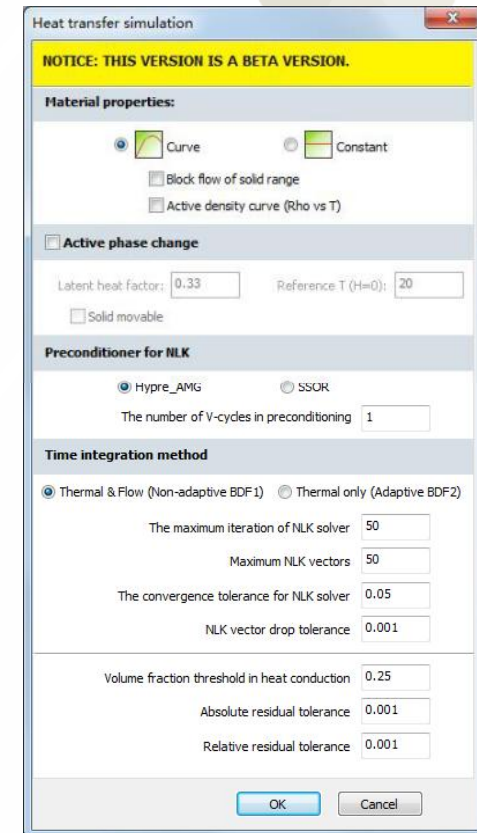 Heat transfer simulation
NOTICE: THIS VERSION IS A BETA VERSION.
Material properties:
Curve Constant
Block flow of solid range
Active density curve (Rho vs T)
Active phase change
Latent heat factor: 0.33 Reference T (H=0): 20
Solid movable
Preconditioner for NLK
Hypre_AMG SSOR
The number of V-cycles in preconditioning 1
Time integration method
Thermal & Flow (Non-adaptive BDF1) Thermal only (Adaptive BDF2)
The maximum iteration of NLK solver 50
Maximum NLK vectors 50
The convergence tolerance for NLK solver 0.05
NLK vector drop tolerance 0.001
Volume fraction threshold in heat conduction 0.25
Absolute residual tolerance 0.001
Relative residual tolerance 0.001
OK Cancel